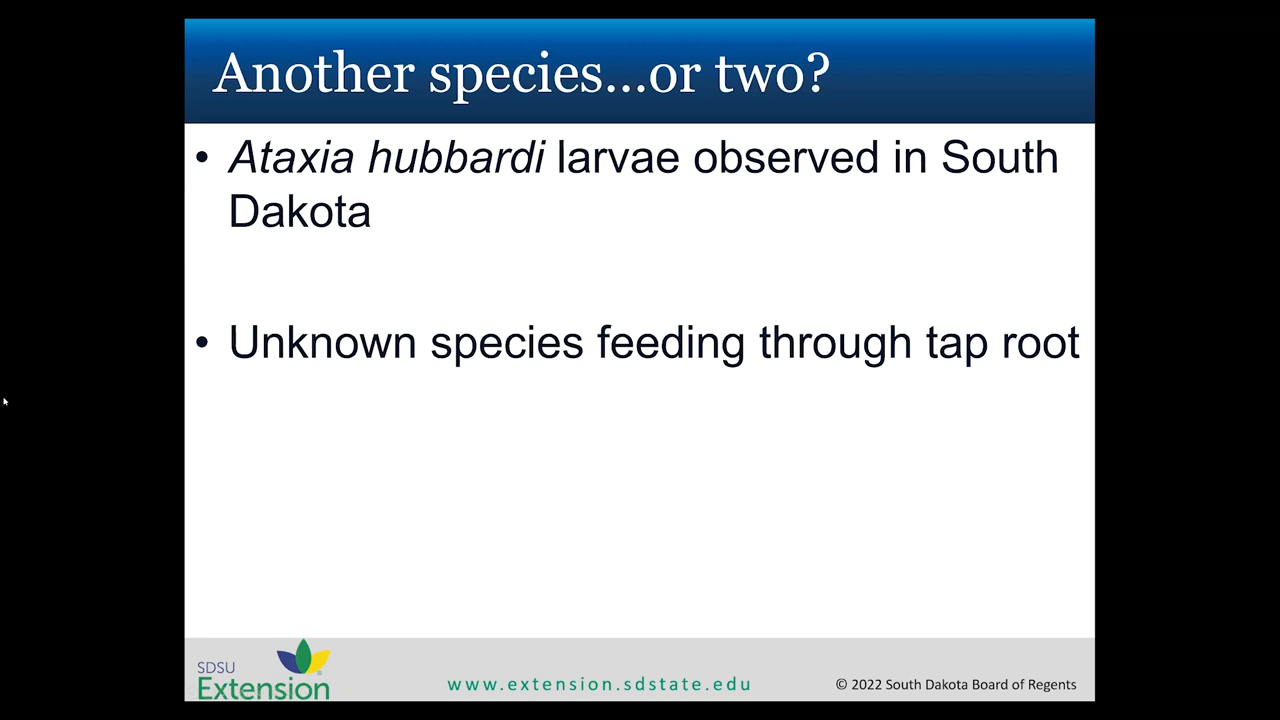 Another species...or two?
• Ataxia hubbardi larvae observed in South
Dakota
• Unknown species feeding through tap root
SDSU
Extension
www.extension.sdstate.edu
© 2022 South Dakota Board of Regents